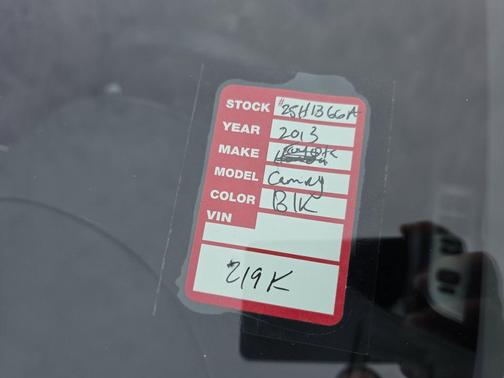 STOCK #25H1366A
YEAR 2013
MAKE
MODEL Camry
COLOR Blk
VIN
219K